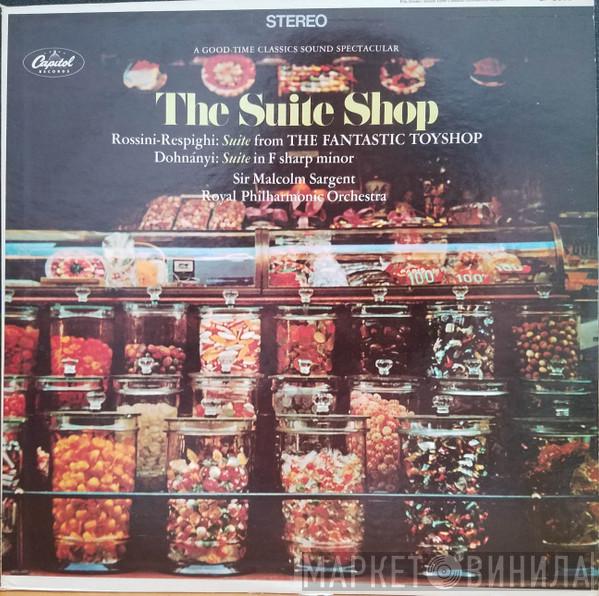 STEREO
A GOOD-TIME CLASSICS SOUND SPECTACULAR
Capitol
RECORDS
The Suite Shop
Rossini-Respighi: Suite from THE FANTASTIC TOYSHOP
Dohnányi: Suite in F sharp minor
Sir Malcolm Sargent
Royal Philharmonic Orchestra
100
100
МАРКЕТ ВИНИЛА